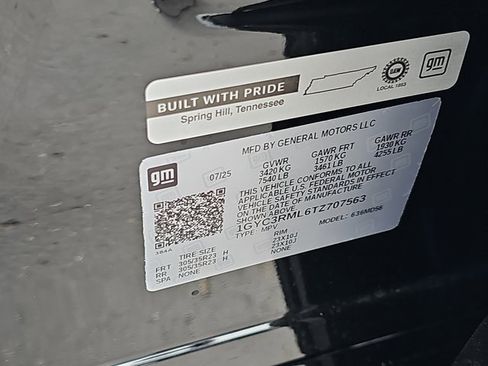 BUILT WITH PRIDE
Spring Hill, Tennessee
UAW
LOCAL 1853
gm
gm
07/25
MFD BY GENERAL MOTORS LLC
GVWR GAWR FRT GAWR RR
3420 KG 1570 KG 1930 KG
7540 LB 3461 LB 4255 LB
THIS VEHICLE CONFORMS TO ALL
APPLICABLE U.S. FEDERAL MOTOR
VEHICLE SAFETY STANDARDS IN EFFECT
ON THE DATE OF MANUFACTURE
1GYC3RML6TZ707563
TYPE: MPV MODEL: 636MDS6
TIRE SIZE RIM
FRT 305/35R23 H 23X10J
RR 305/35R23 H 23X10J
SPA NONE NONE